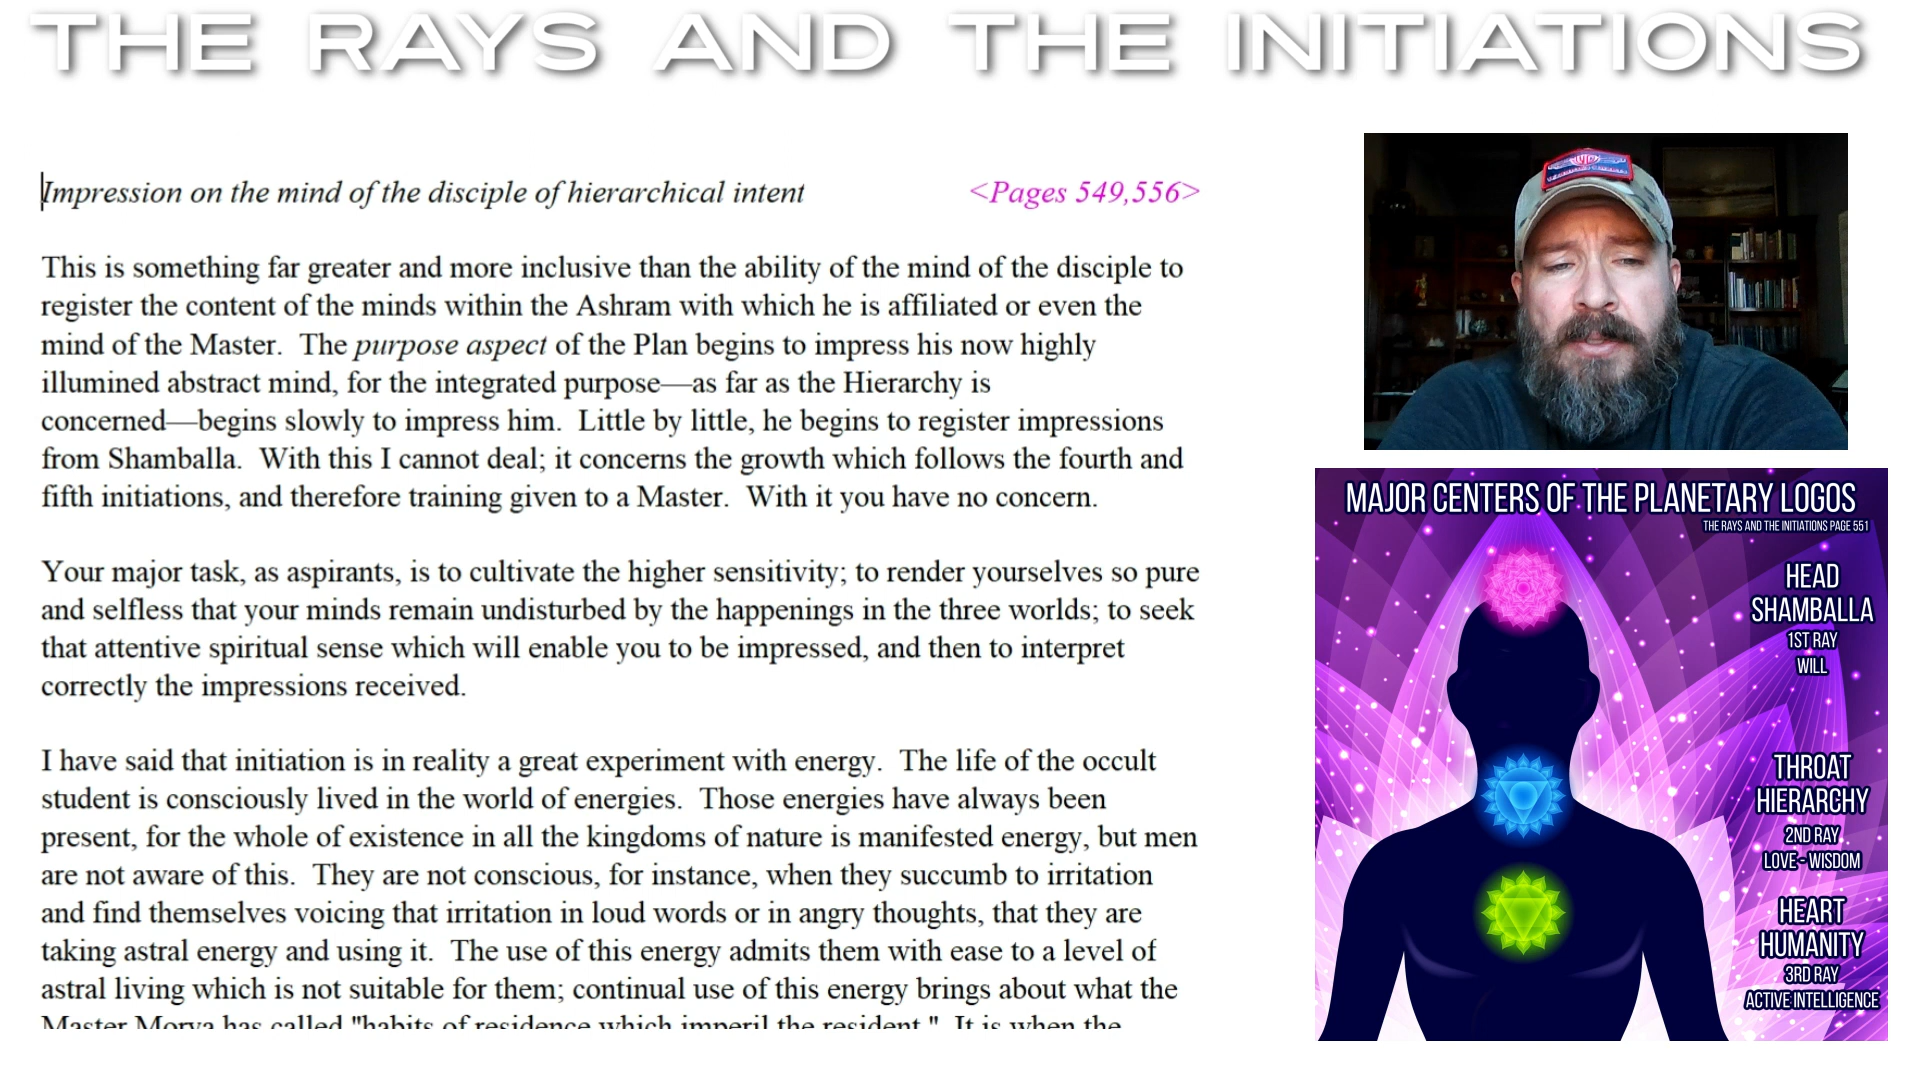 THE RAYS AND THE INITIATIONS
Impression on the mind of the disciple of hierarchical intent <Pages 549,556>
This is something far greater and more inclusive than the ability of the mind of the disciple to
register the content of the minds within the Ashram with which he is affiliated or even the
mind of the Master. The purpose aspect of the Plan begins to impress his now highly
illumined abstract mind, for the integrated purpose—as far as the Hierarchy is
concerned—begins slowly to impress him. Little by little, he begins to register impressions
from Shamballa. With this I cannot deal; it concerns the growth which follows the fourth and
fifth initiations, and therefore training given to a Master. With it you have no concern.
Your major task, as aspirants, is to cultivate the higher sensitivity; to render yourselves so pure
and selfless that your minds remain undisturbed by the happenings in the three worlds; to seek
that attentive spiritual sense which will enable you to be impressed, and then to interpret
correctly the impressions received.
I have said that initiation is in reality a great experiment with energy. The life of the occult
student is consciously lived in the world of energies. Those energies have always been
present, for the whole of existence in all the kingdoms of nature is manifested energy, but men
are not aware of this. They are not conscious, for instance, when they succumb to irritation
and find themselves voicing that irritation in loud words or in angry thoughts, that they are
taking astral energy and using it. The use of this energy admits them with ease to a level of
astral living which is not suitable for them; continual use of this energy brings about what the
Master Morya has called "habits of residence which imperil the resident." It is when the
MAJOR CENTERS OF THE PLANETARY LOGOS
THE RAYS AND THE INITIATIONS PAGE 551
HEAD
SHAMBALLA
1ST RAY
WILL
THROAT
HIERARCHY
2ND RAY
LOVE - WISDOM
HEART
HUMANITY
3RD RAY
ACTIVE INTELLIGENCE